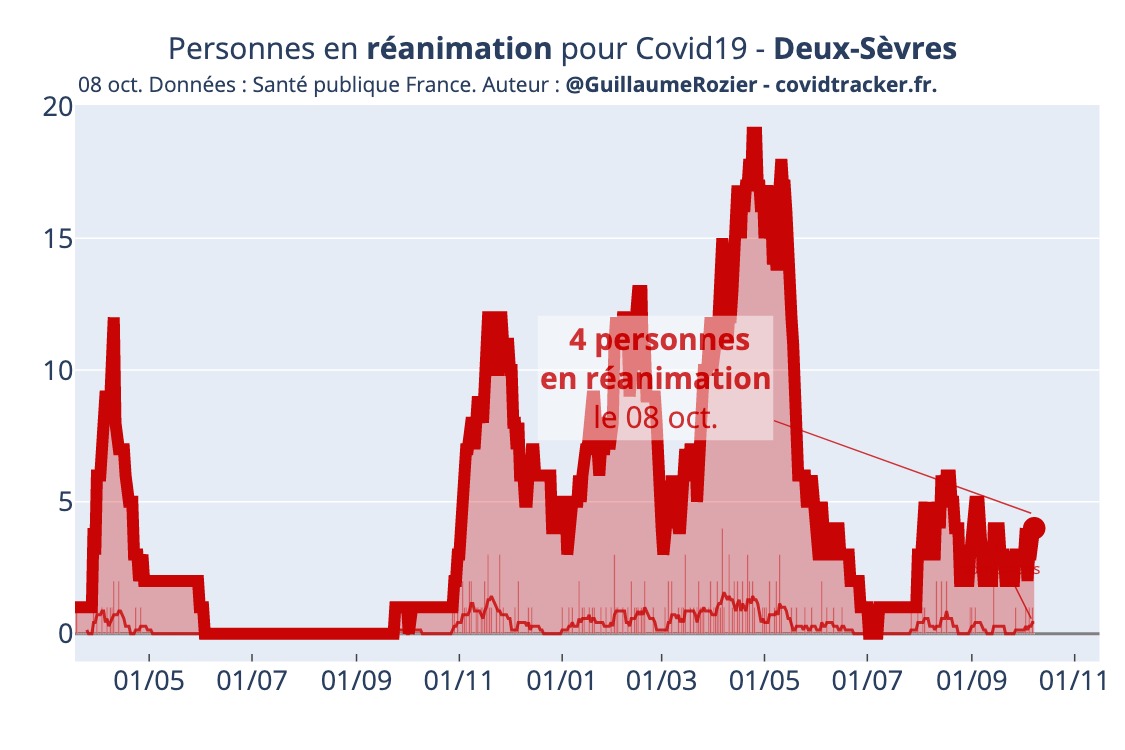 Personnes en réanimation pour Covid19 - Deux-Sèvres
08 oct. Données : Santé publique France. Auteur : @GuillaumeRozier - covidtracker.fr.
20
15
10
5
0
4 personnes
en réanimation
le 08 oct.
01/05 01/07 01/09 01/11 01/01 01/03 01/05 01/07 01/09 01/11